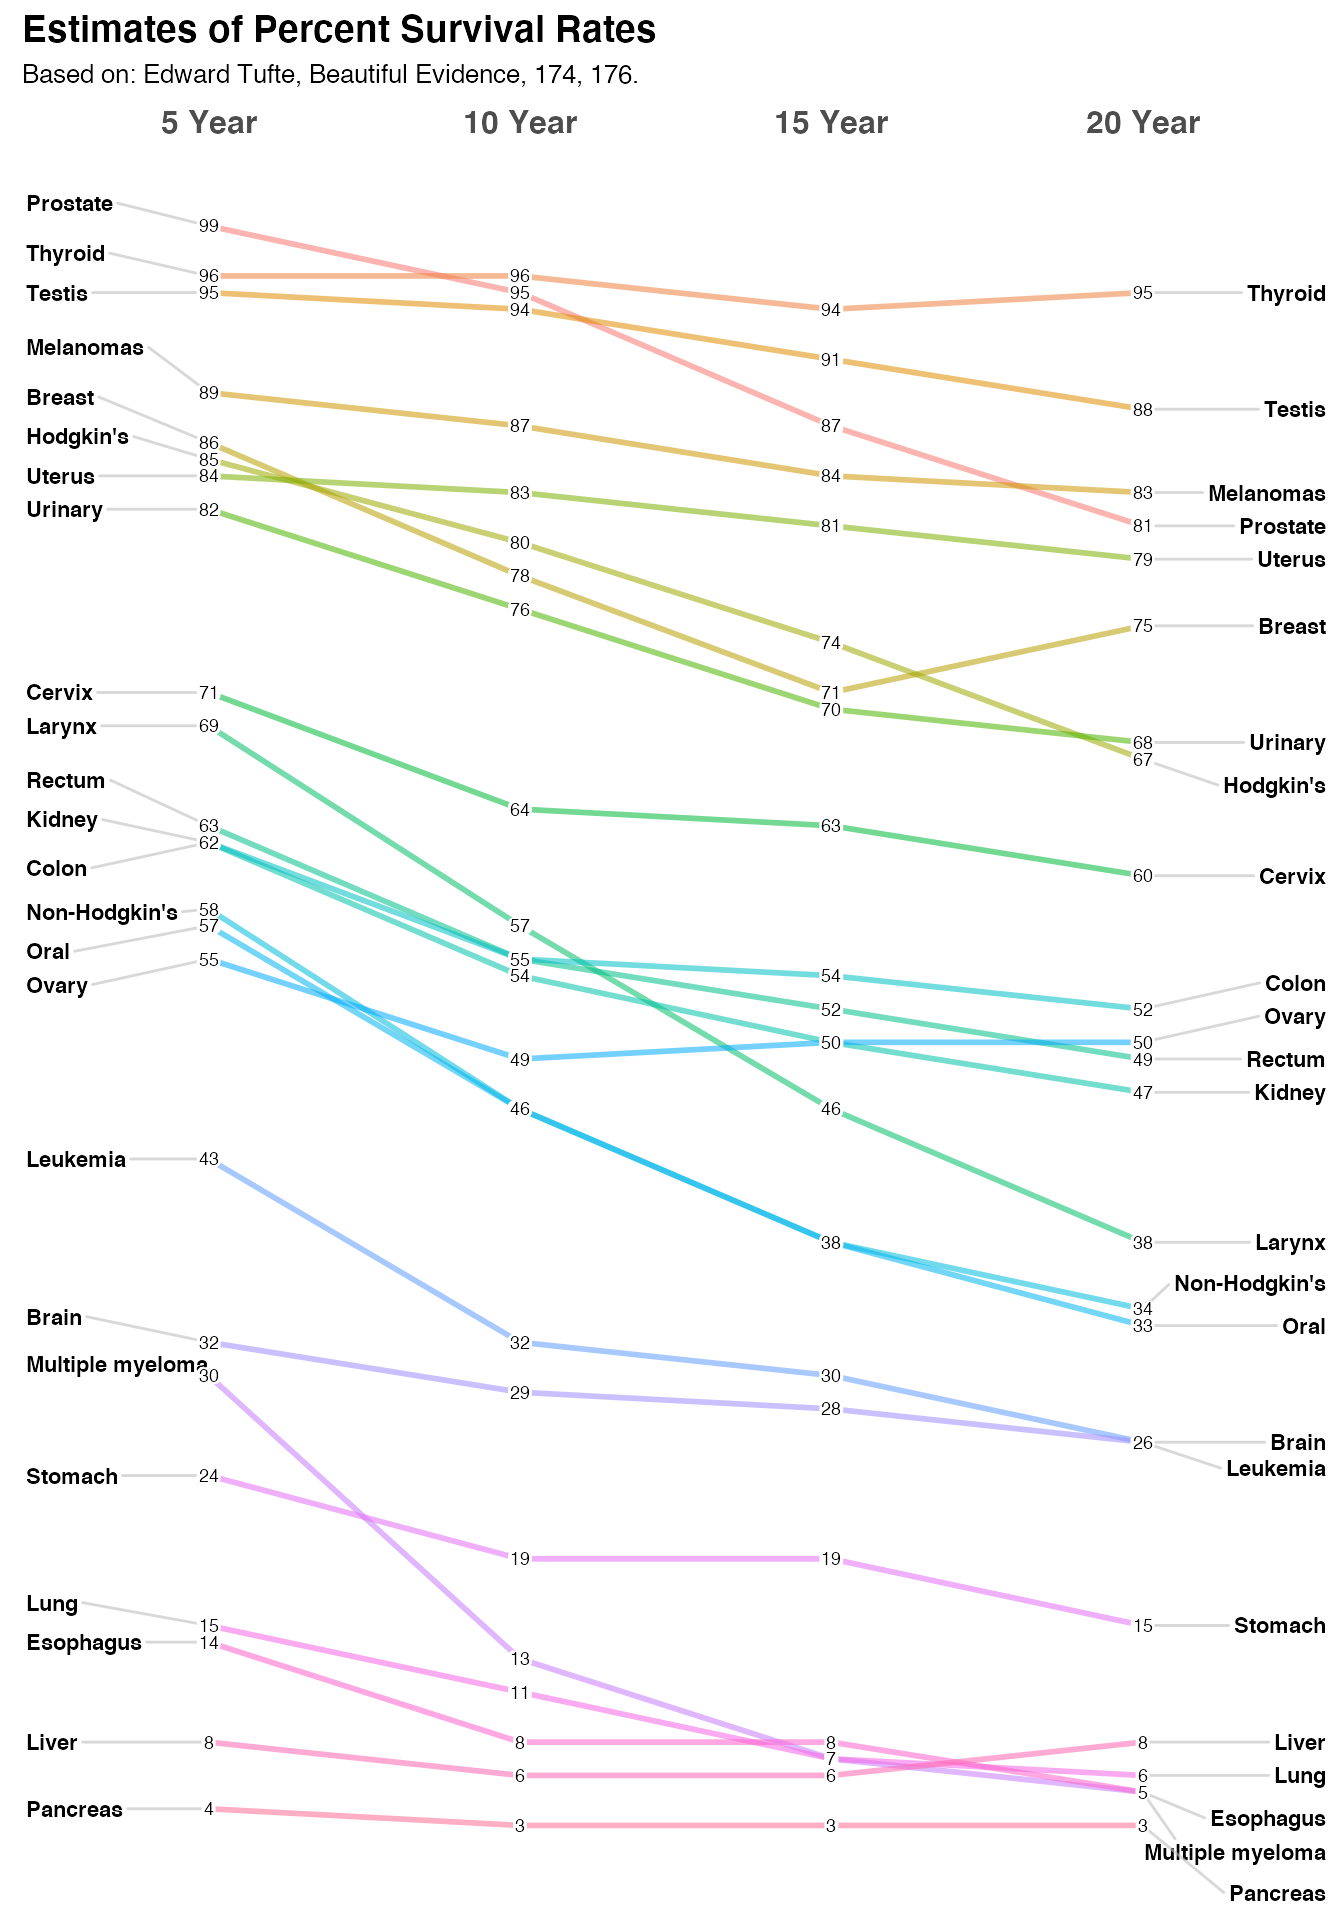 Estimates of Percent Survival Rates
Based on: Edward Tufte, Beautiful Evidence, 174, 176.
5 Year 10 Year 15 Year 20 Year
Prostate
99
Thyroid
96 96
Testis 95 95 95 Thyroid
94 94
Melanomas
91
89
Breast
88 Testis
87 87
Hodgkin's
86
85
Uterus 84 84
83 83 Melanomas
Urinary 82
81 81 Prostate
80
79 Uterus
78
76
75 Breast
74
Cervix 71 71
70
Larynx 69
68 Urinary
67
Rectum
Hodgkin's
64
Kidney
63 63
62
Colon
60 Cervix
Non-Hodgkin's 58
57 57
Oral
55 55
54 54
Colon
Ovary
52 52
Ovary
50 50
49 49 Rectum
47 Kidney
46 46
Leukemia 43
38 38 Larynx
Non-Hodgkin's
34
Brain
33 Oral
32 32
Multiple myeloma
30 30
29
28
26 Brain
Leukemia
Stomach 24
19 19
Lung
15 15 Stomach
Esophagus 14
13
11
Liver 8 8 8 8 Liver
7
6 6 6 Lung
5
Pancreas 4
Esophagus
3 3 3
Multiple myeloma
Pancreas